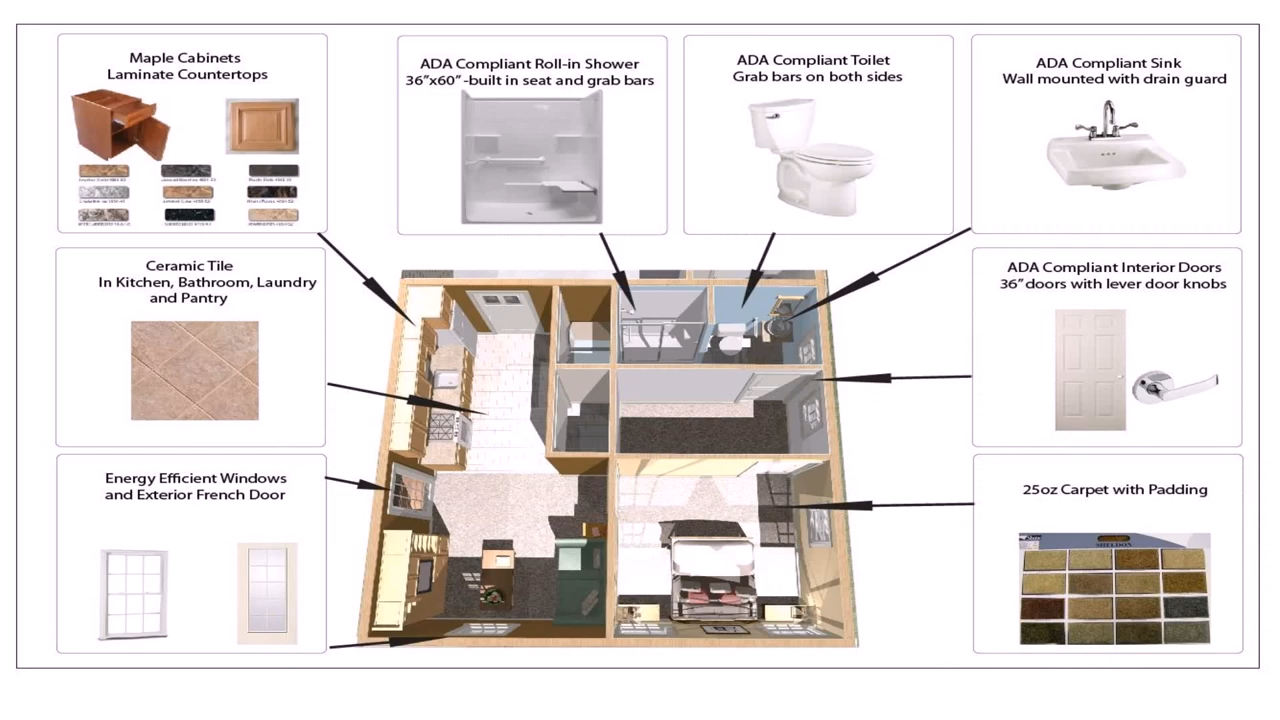 Maple Cabinets
Laminate Countertops
ADA Compliant Roll-in Shower
36”x60” -built in seat and grab bars
ADA Compliant Toilet
Grab bars on both sides
ADA Compliant Sink
Wall mounted with drain guard
Ceramic Tile
In Kitchen, Bathroom, Laundry
and Pantry
ADA Compliant Interior Doors
36” doors with lever door knobs
Energy Efficient Windows
and Exterior French Door
25oz Carpet with Padding
SHELDON